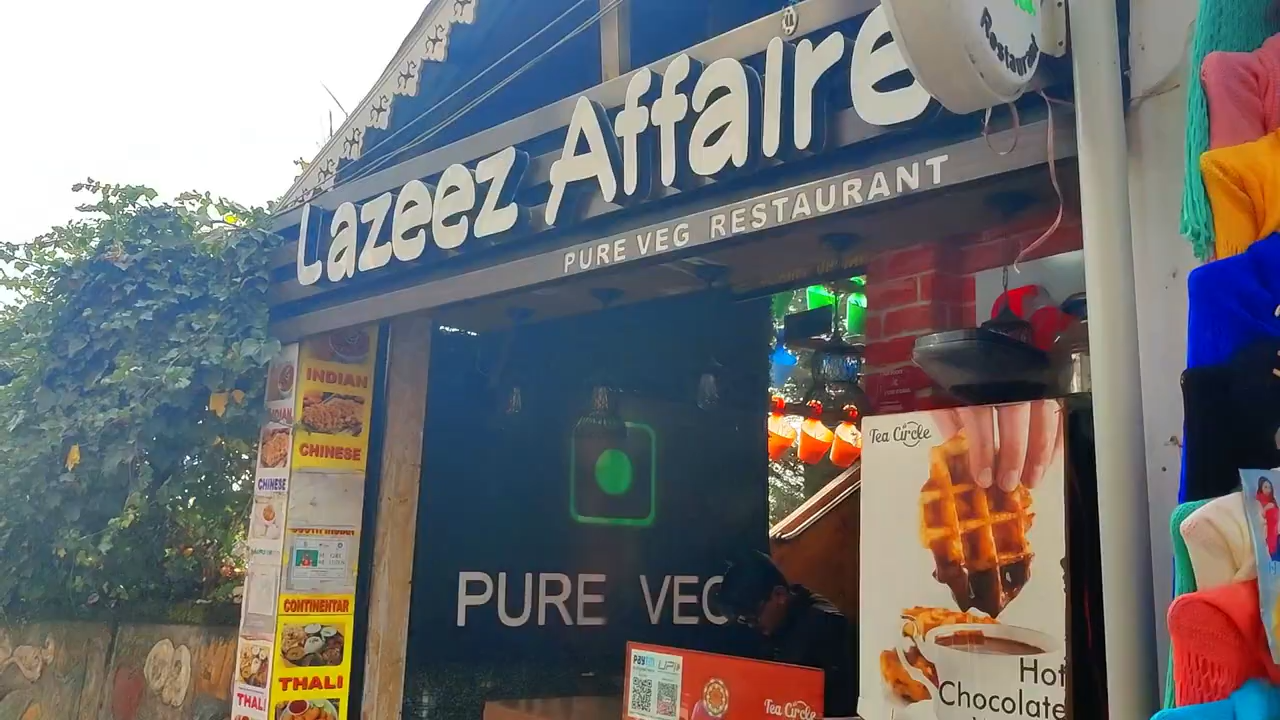 Restaurant
Lazeez Affaire
PURE VEG RESTAURANT
INDIAN
CHINESE
CHINESE
CONTINENTAR
THALI
THALI
PURE VEG
Tea Circle
Hot
Chocolate
Paytm UPI
Tea Circle